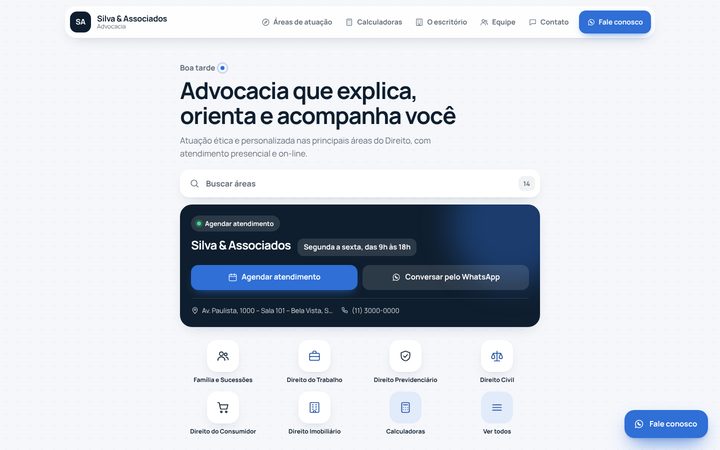 SA
Silva & Associados
Advocacia
Áreas de atuação
Calculadoras
O escritório
Equipe
Contato
Fale conosco
Boa tarde
Advocacia que explica,
orienta e acompanha você
Atuação ética e personalizada nas principais áreas do Direito, com
atendimento presencial e on-line.
Buscar áreas
14
Agendar atendimento
Silva & Associados
Segunda a sexta, das 9h às 18h
Agendar atendimento
Conversar pelo WhatsApp
Av. Paulista, 1000 – Sala 101 – Bela Vista, S...
(11) 3000-0000
Família e Sucessões
Direito do Trabalho
Direito Previdenciário
Direito Civil
Direito do Consumidor
Direito Imobiliário
Calculadoras
Ver todos
Fale conosco